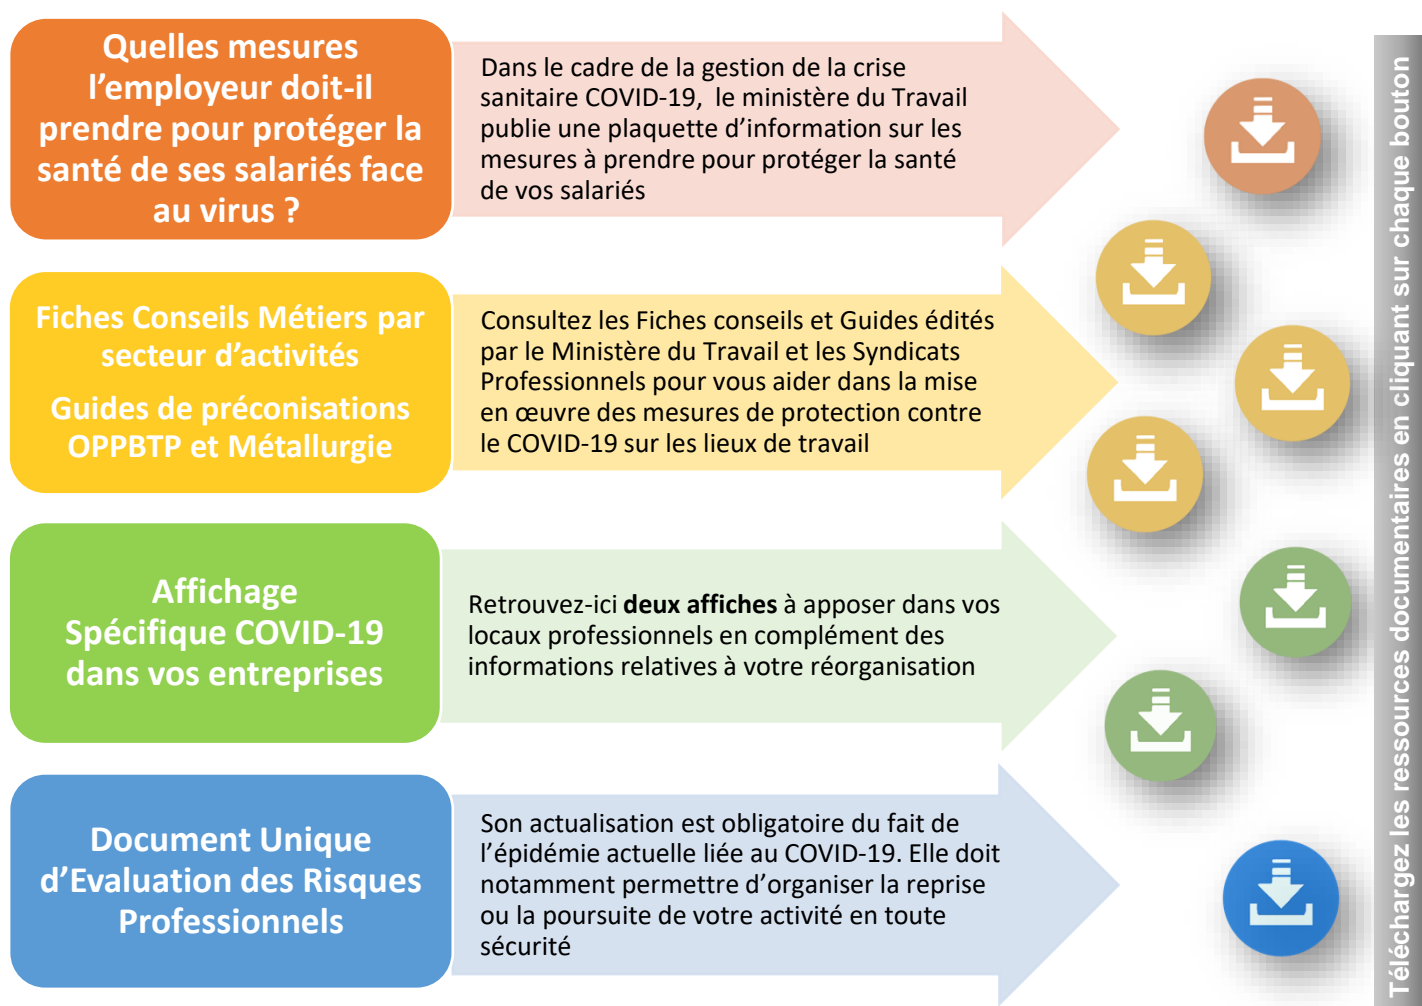 Quelles mesures
l’employeur doit-il
prendre pour protéger la
santé de ses salariés face
au virus ?
Dans le cadre de la gestion de la crise
sanitaire COVID-19, le ministère du Travail
publie une plaquette d’information sur les
mesures à prendre pour protéger la santé
de vos salariés
Fiches Conseils Métiers par
secteur d’activités
Guides de préconisations
OPPBTP et Métallurgie
Consultez les Fiches conseils et Guides édités
par le Ministère du Travail et les Syndicats
Professionnels pour vous aider dans la mise
en œuvre des mesures de protection contre
le COVID-19 sur les lieux de travail
Affichage
Spécifique COVID-19
dans vos entreprises
Retrouvez-ici deux affiches à apposer dans vos
locaux professionnels en complément des
informations relatives à votre réorganisation
Document Unique
d’Evaluation des Risques
Professionnels
Son actualisation est obligatoire du fait de
l’épidémie actuelle liée au COVID-19. Elle doit
notamment permettre d’organiser la reprise
ou la poursuite de votre activité en toute
sécurité
Téléchargez les ressources documentaires en cliquant sur chaque bouton